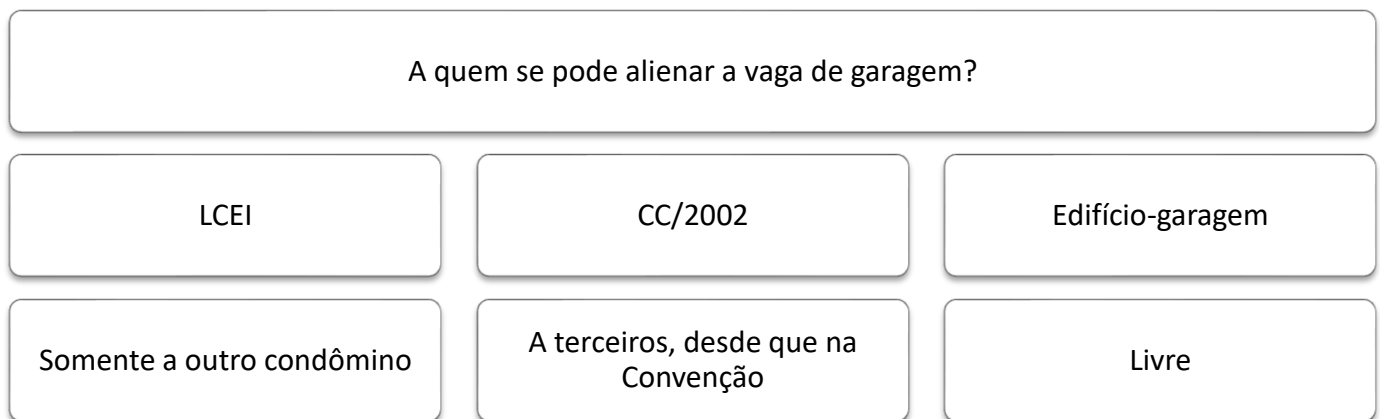 A quem se pode alienar a vaga de garagem?
LCEI
CC/2002
Edifício-garagem
Somente a outro condômino
A terceiros, desde que na
Convenção
Livre